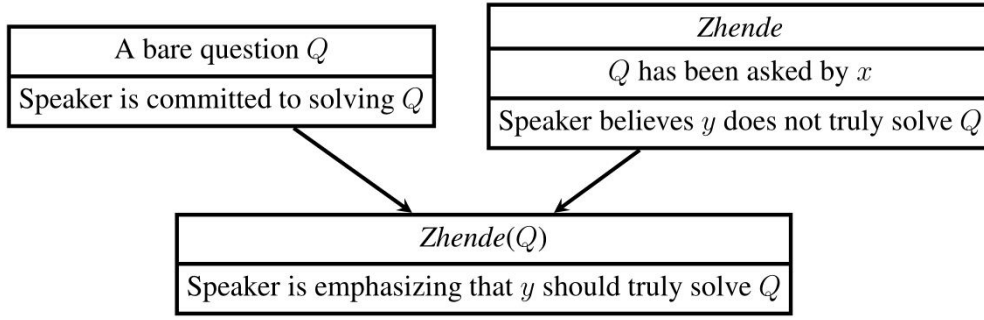 A bare question Q
Speaker is committed to solving Q
Zhende
Q has been asked by x
Speaker believes y does not truly solve Q
Zhende(Q)
Speaker is emphasizing that y should truly solve Q